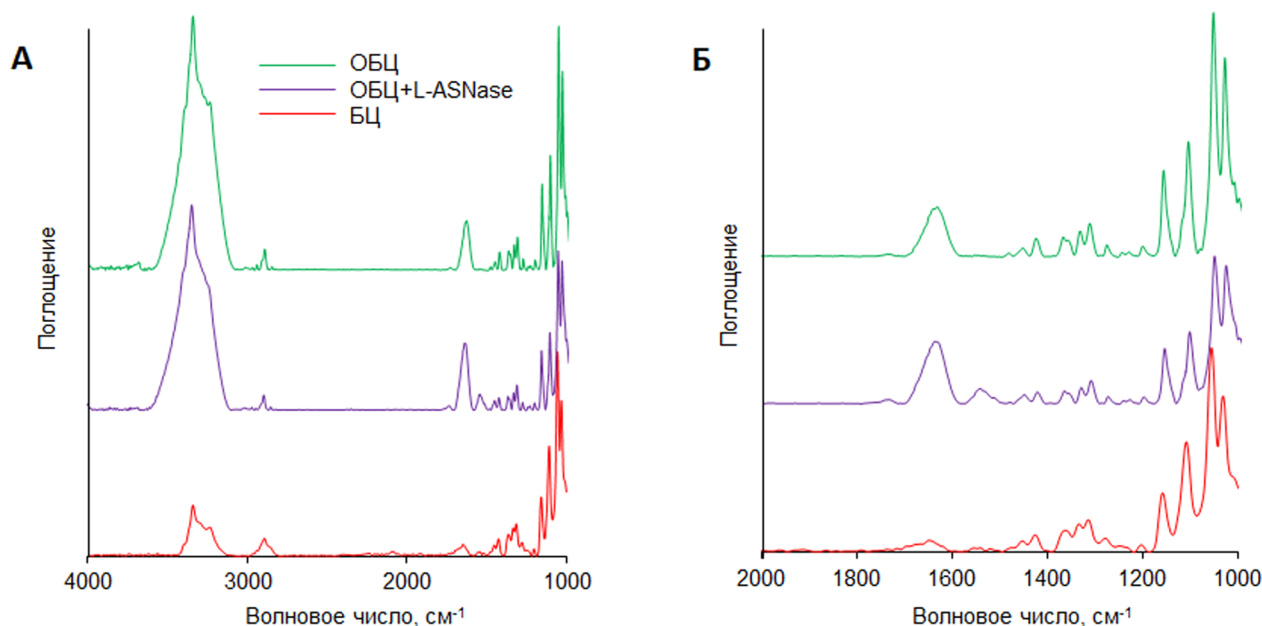 А
ОБЦ
ОБЦ+L-ASNase
БЦ
Поглощение
4000 3000 2000 1000
Волновое число, см-1
Б
Поглощение
2000 1800 1600 1400 1200 1000
Волновое число, см-1